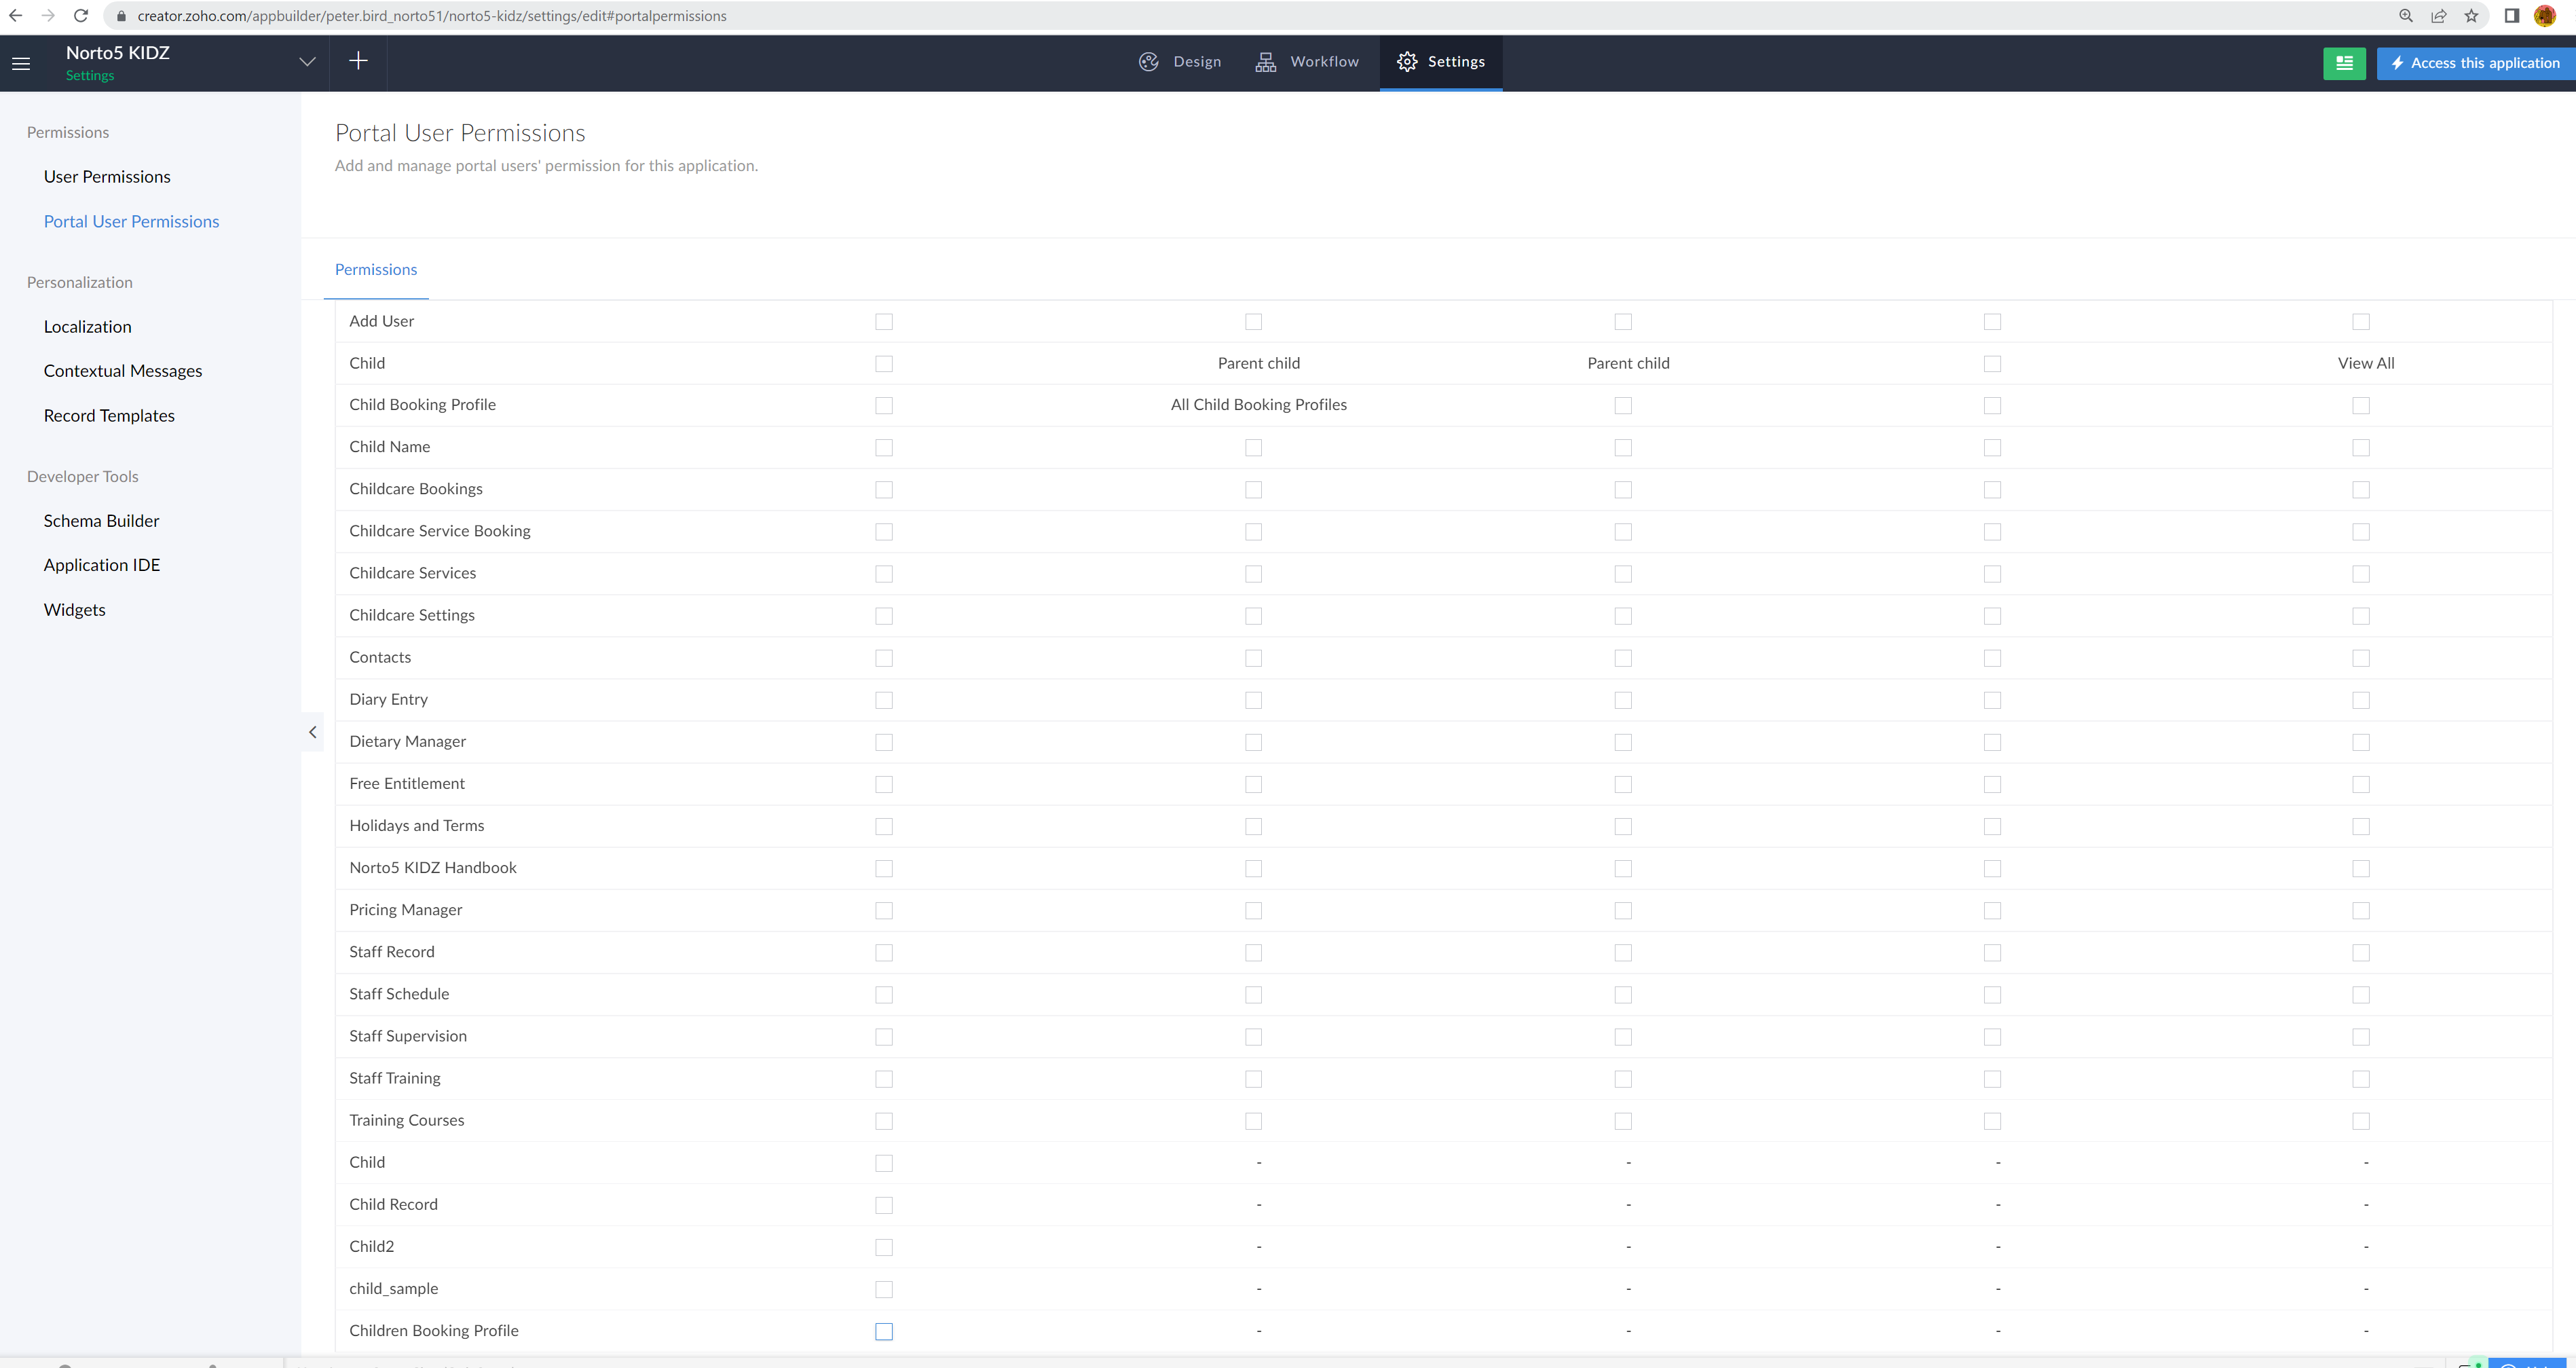 creator.zoho.com/appbuilder/peter.bird_norto51/norto5-kidz/settings/edit#portalpermissions
Norto5 KIDZ
Settings
Design
Workflow
Settings
Access this application
Permissions
User Permissions
Portal User Permissions
Personalization
Localization
Contextual Messages
Record Templates
Developer Tools
Schema Builder
Application IDE
Widgets
Portal User Permissions
Add and manage portal users' permission for this application.
Permissions
Add User
Child Parent child Parent child View All
Child Booking Profile All Child Booking Profiles
Child Name
Childcare Bookings
Childcare Service Booking
Childcare Services
Childcare Settings
Contacts
Diary Entry
Dietary Manager
Free Entitlement
Holidays and Terms
Norto5 KIDZ Handbook
Pricing Manager
Staff Record
Staff Schedule
Staff Supervision
Staff Training
Training Courses
Child - - - -
Child Record - - - -
Child2 - - - -
child_sample - - - -
Children Booking Profile - - - -